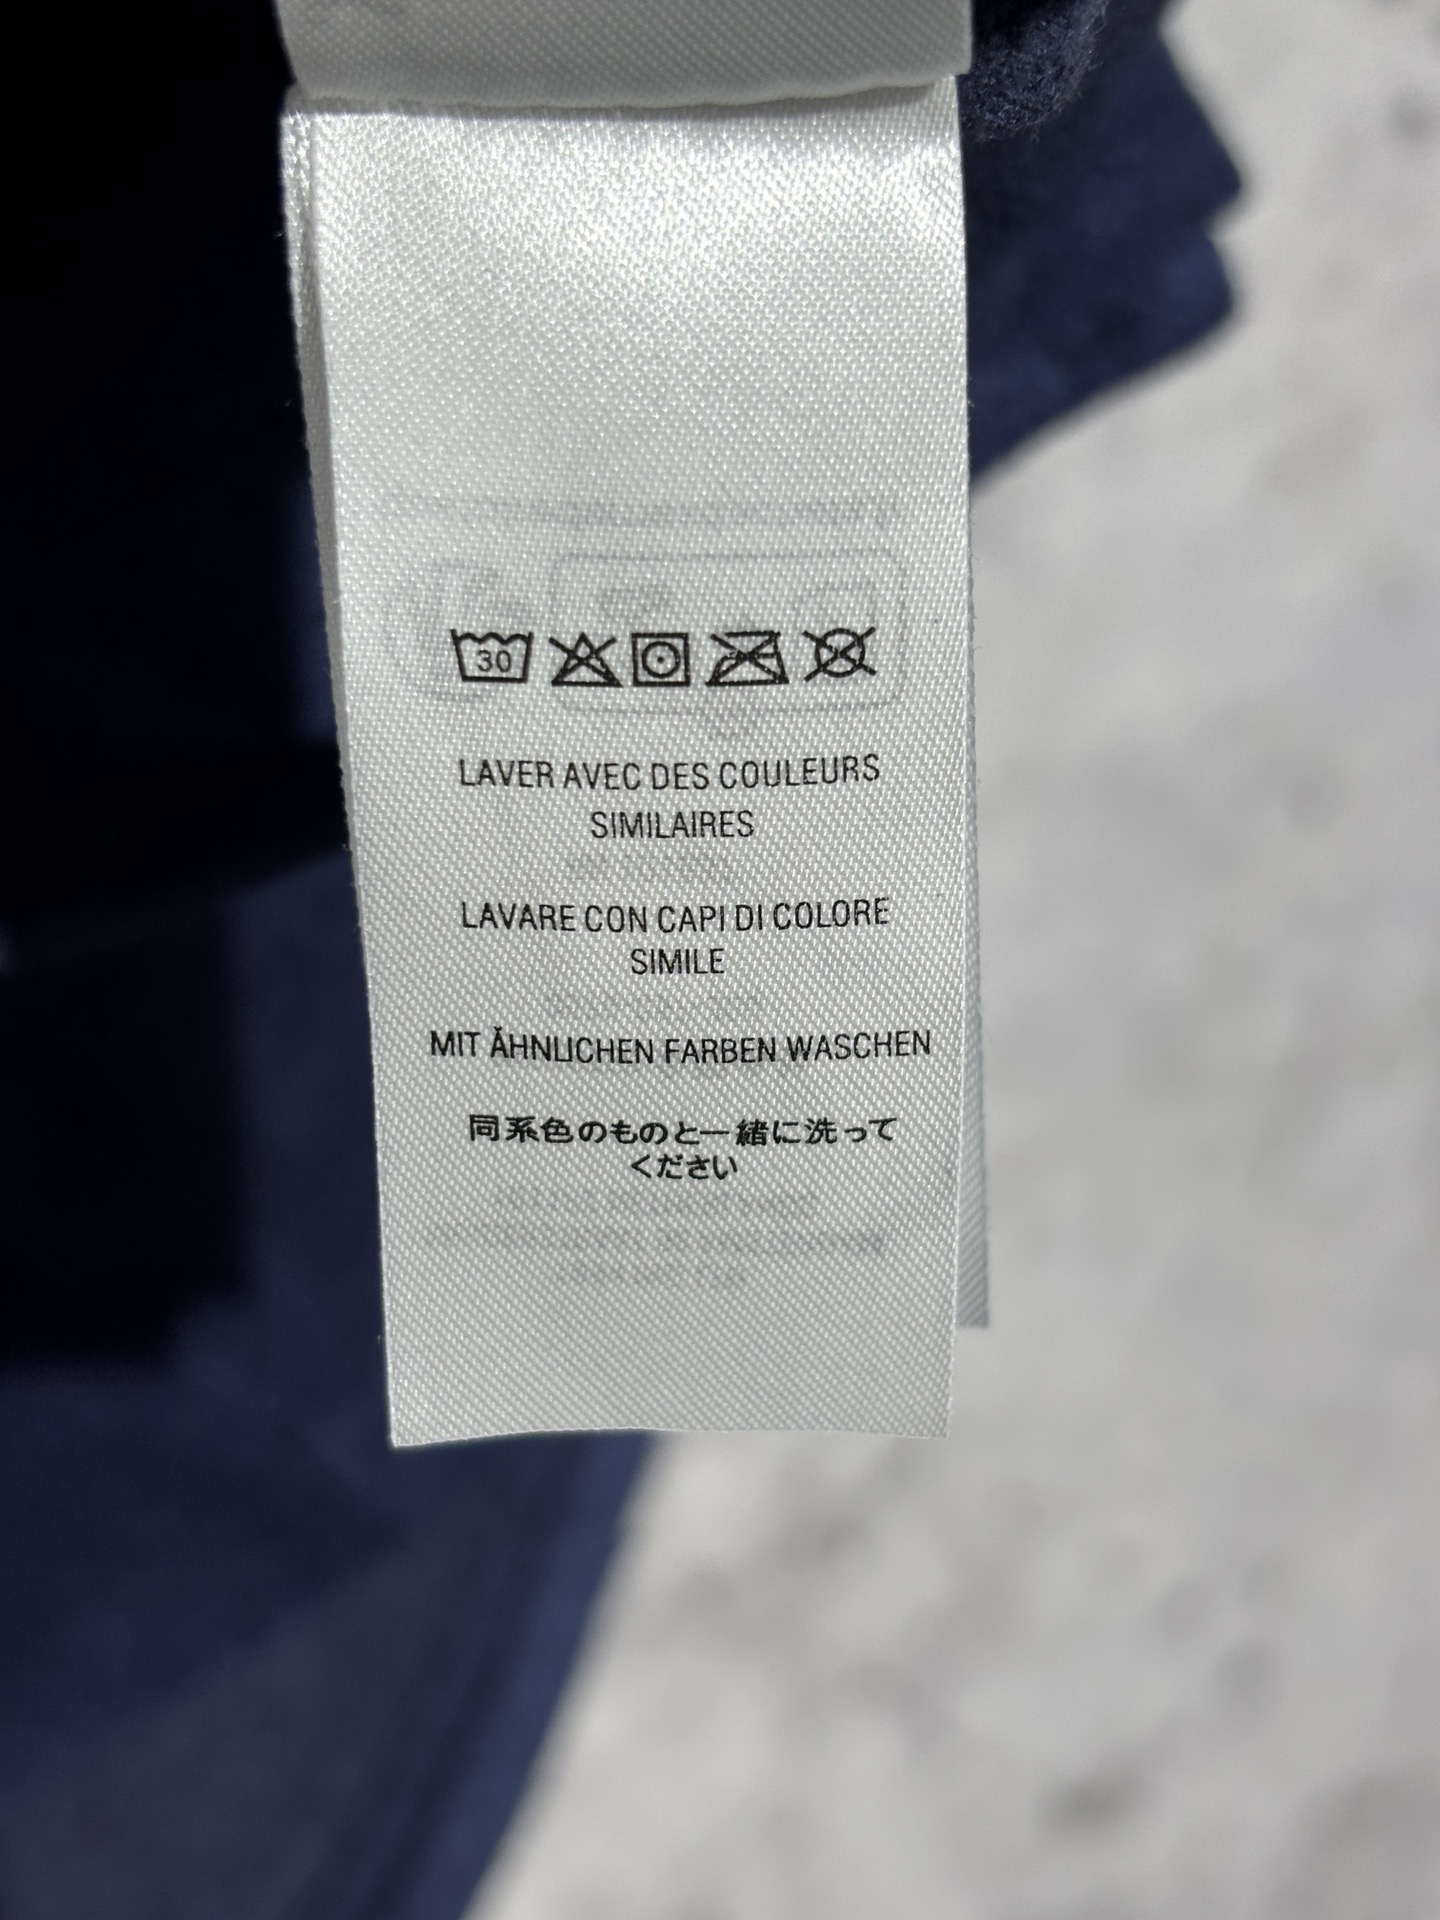 30
LAVER AVEC DES COULEURS
SIMILAIRES
LAVARE CON CAPI DI COLORE
SIMILE
MIT ÄHNLICHEN FARBEN WASCHEN
同系色のものと一緒に洗って
ください